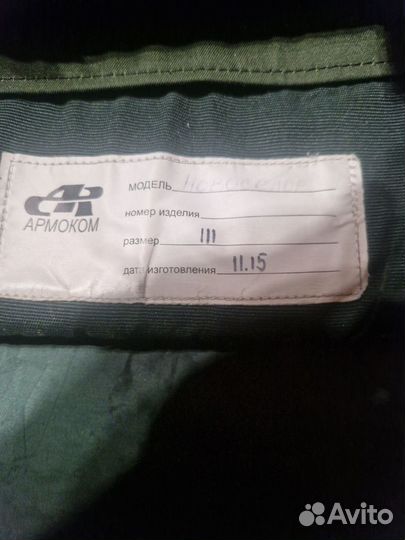 АРМОКОМ
МОДЕЛЬ
номер изделия
размер III
дата изготовления 11.15
Avito